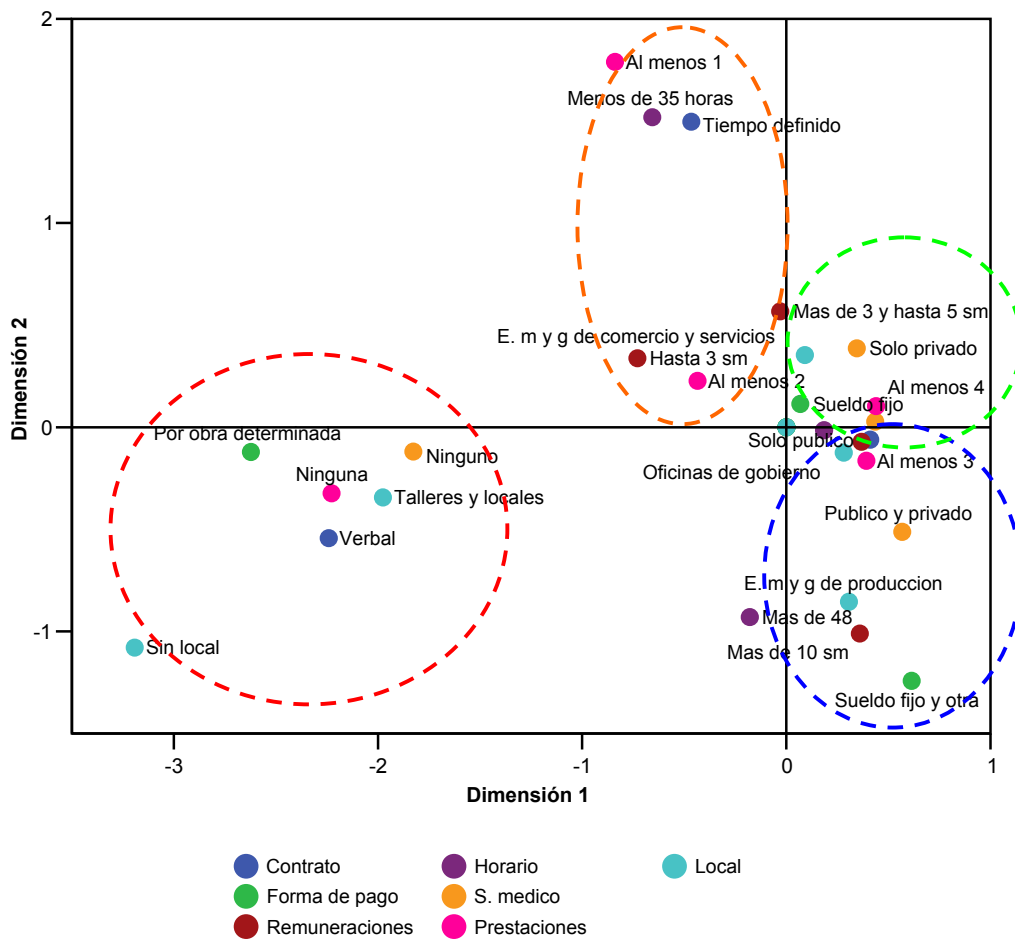 2
Al menos 1
Menos de 35 horas
Tiempo definido
1
Mas de 3 y hasta 5 sm
E. m y g de comercio y servicios
Hasta 3 sm
Solo privado
Al menos 2
Al menos 4
Sueldo fijo
0
Por obra determinada
Solo publico
Ninguno
Al menos 3
Ninguna
Oficinas de gobierno
Talleres y locales
Publico y privado
Verbal
E. m y g de produccion
Mas de 48
-1
Sin local
Mas de 10 sm
Sueldo fijo y otra
Dimensión 2
-3 -2 -1 0 1
Dimensión 1
Contrato Horario Local
Forma de pago S. medico
Remuneraciones Prestaciones